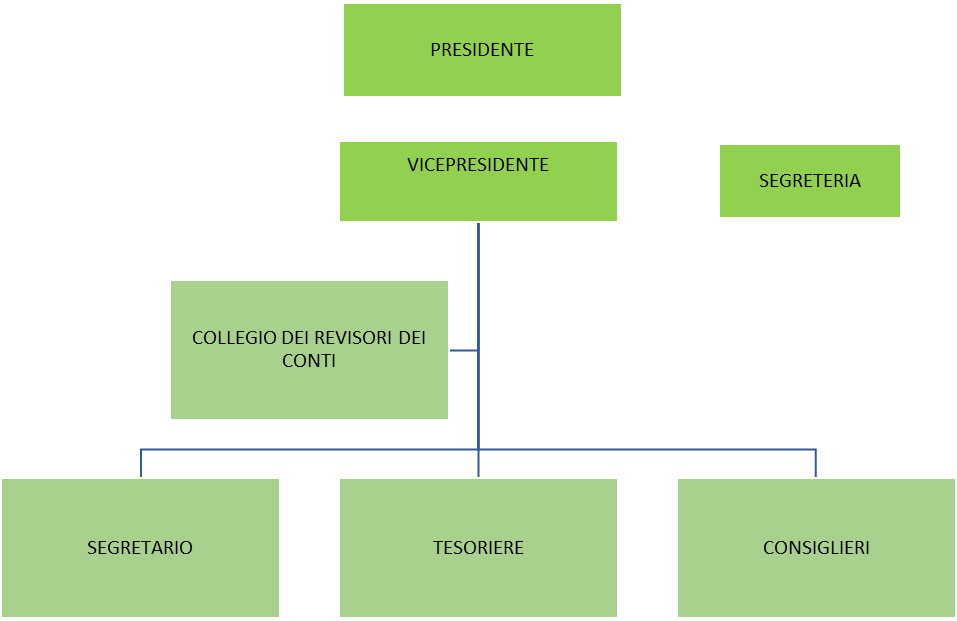 PRESIDENTE
VICEPRESIDENTE
SEGRETERIA
COLLEGIO DEI REVISORI DEI
CONTI
SEGRETARIO
TESORIERE
CONSIGLIERI